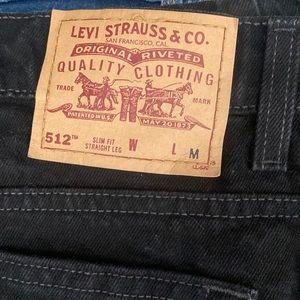 LEVI STRAUSS & CO.
SAN FRANCISCO, CAL.
ORIGINAL RIVETED
QUALITY CLOTHING
TRADE MARK
PATENTED IN U.S. MAY 20 1873
512™ SLIM FIT W L M
STRAIGHT LEG